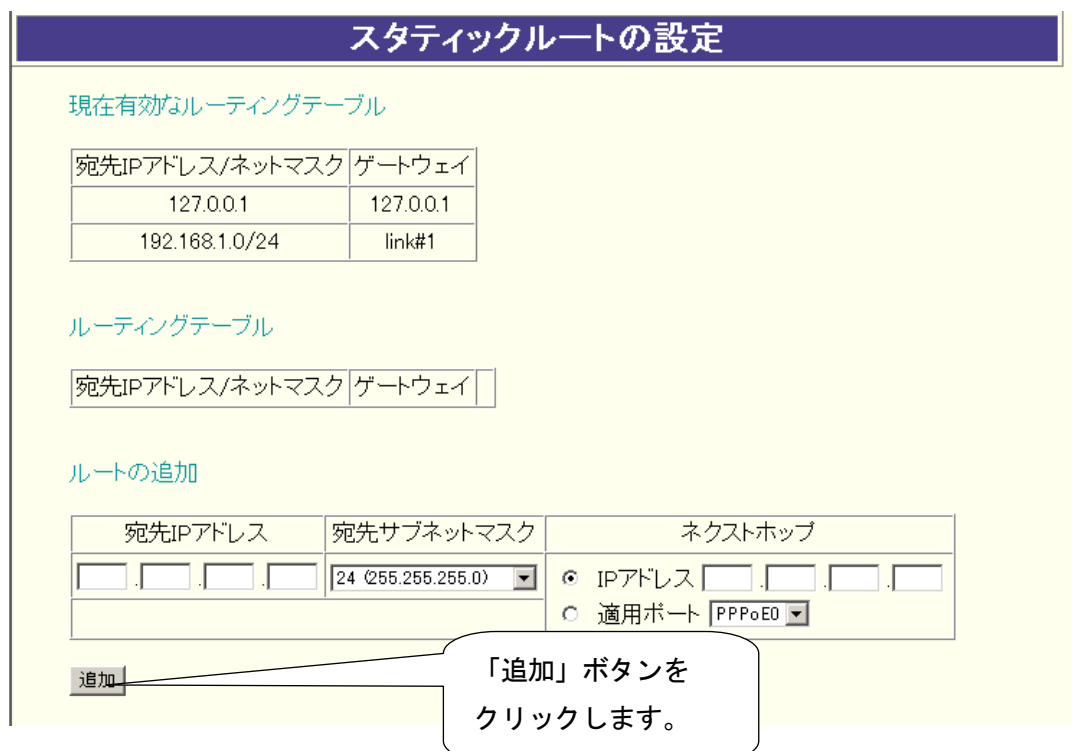 スタティックルートの設定
現在有効なルーティングテーブル
宛先IPアドレス/ネットマスク ゲートウェイ
127.0.0.1 127.0.0.1
192.168.1.0/24 link#1
ルーティングテーブル
宛先IPアドレス/ネットマスク ゲートウェイ
ルートの追加
宛先IPアドレス 宛先サブネットマスク ネクストホップ
. . . 24 (255.255.255.0) IPアドレス . . .
適用ポート PPPoE0
追加
「追加」ボタンを
クリックします。